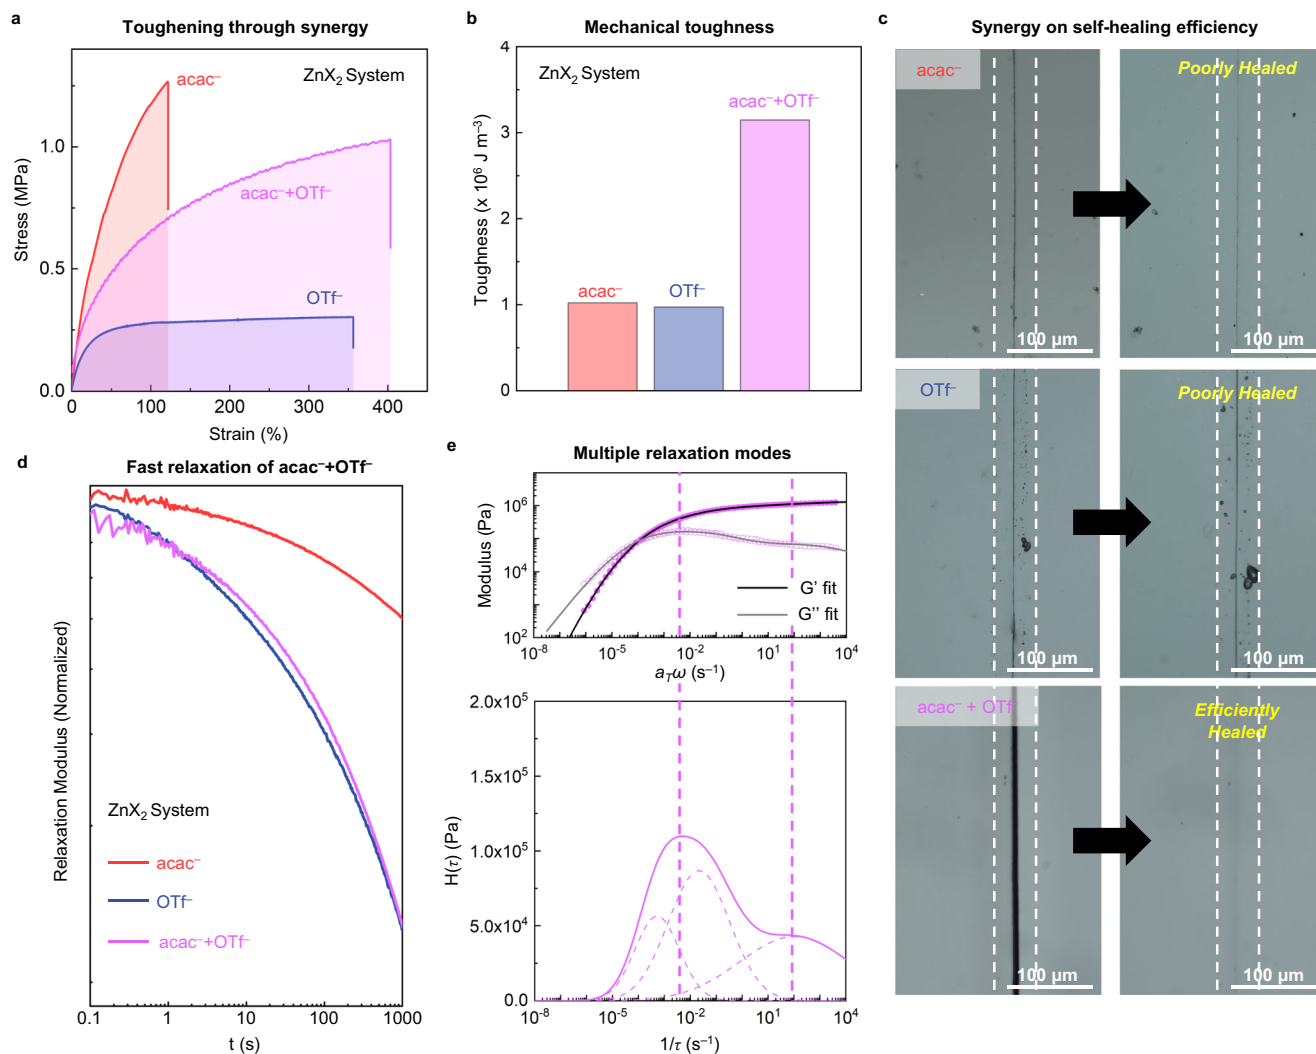 a
Toughening through synergy
ZnX₂ System
acac⁻
acac⁻+OTf⁻
OTf⁻
Stress (MPa)
1.0
0.5
0.0
0 100 200 300 400
Strain (%)
b
Mechanical toughness
ZnX₂ System
acac⁻+OTf⁻
acac⁻
OTf⁻
Toughness (x 10⁶ J m⁻³)
4
3
2
1
0
c
Synergy on self-healing efficiency
acac⁻
Poorly Healed
100 µm
100 µm
OTf⁻
Poorly Healed
100 µm
100 µm
acac⁻ + OTf⁻
Efficiently
Healed
100 µm
100 µm
d
Fast relaxation of acac⁻+OTf⁻
Relaxation Modulus (Normalized)
ZnX₂ System
acac⁻
OTf⁻
acac⁻+OTf⁻
0.1 1 10 100 1000
t (s)
e
Multiple relaxation modes
Modulus (Pa)
10⁶
10⁴
10²
G' fit
G'' fit
10⁻⁸ 10⁻⁵ 10⁻² 10¹ 10⁴
a_Tω (s⁻¹)
H(τ) (Pa)
2.0x10⁵
1.5x10⁵
1.0x10⁵
5.0x10⁴
0.0
10⁻⁸ 10⁻⁵ 10⁻² 10¹ 10⁴
1/τ (s⁻¹)